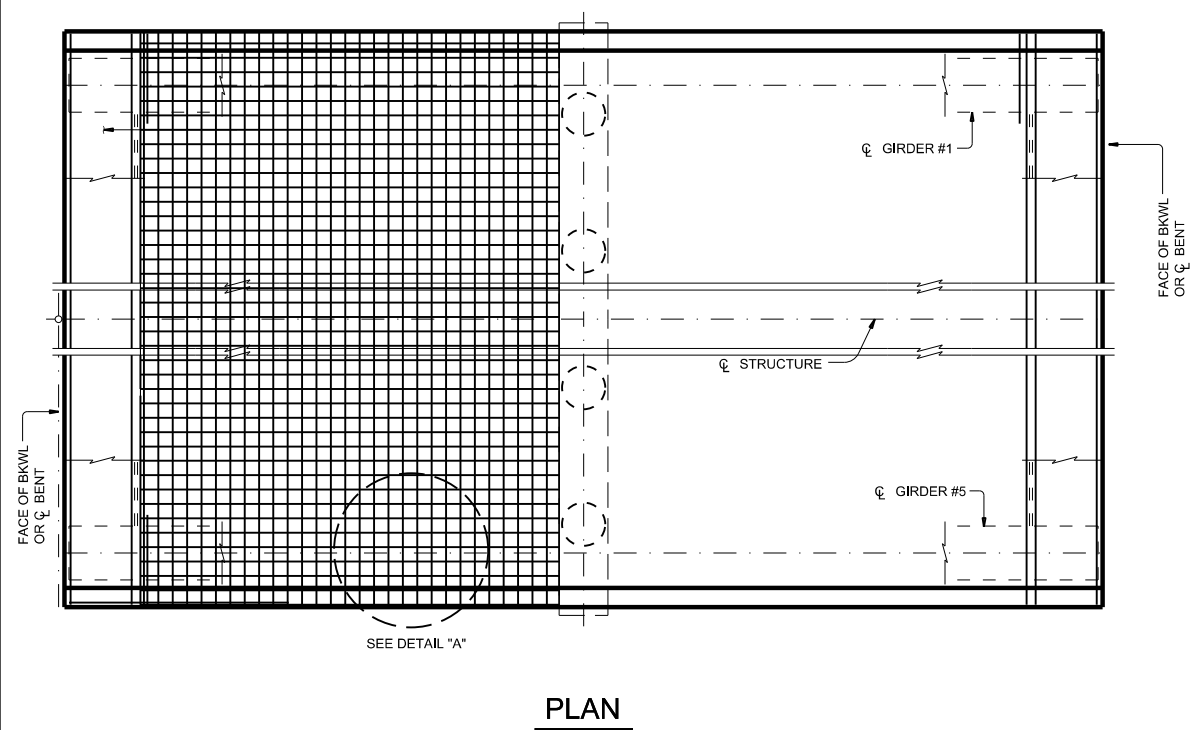 ℄ GIRDER #1
FACE OF BKWL
OR ℄ BENT
℄ STRUCTURE
FACE OF BKWL
OR ℄ BENT
℄ GIRDER #5
SEE DETAIL "A"
PLAN